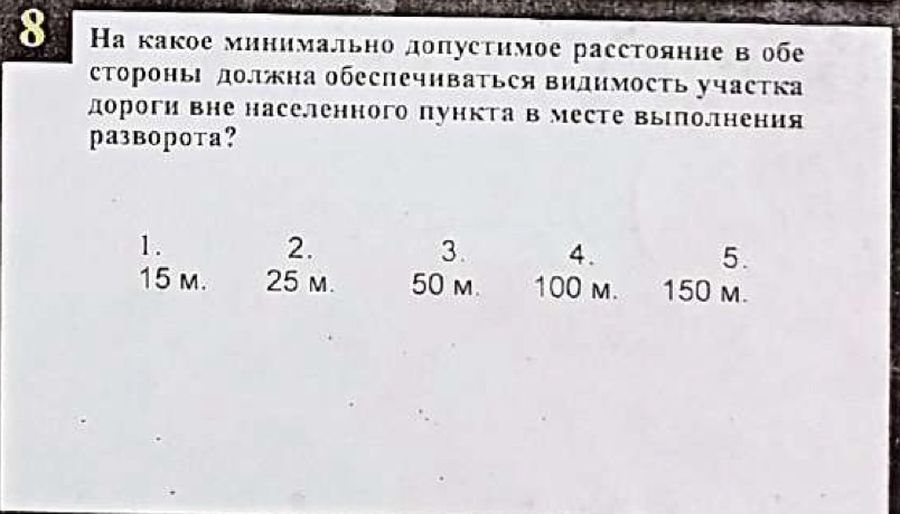 8
На какое минимально допустимое расстояние в обе
стороны должна обеспечиваться видимость участка
дороги вне населенного пункта в месте выполнения
разворота?
1. 2. 3. 4. 5.
15 м. 25 м. 50 м. 100 м. 150 м.